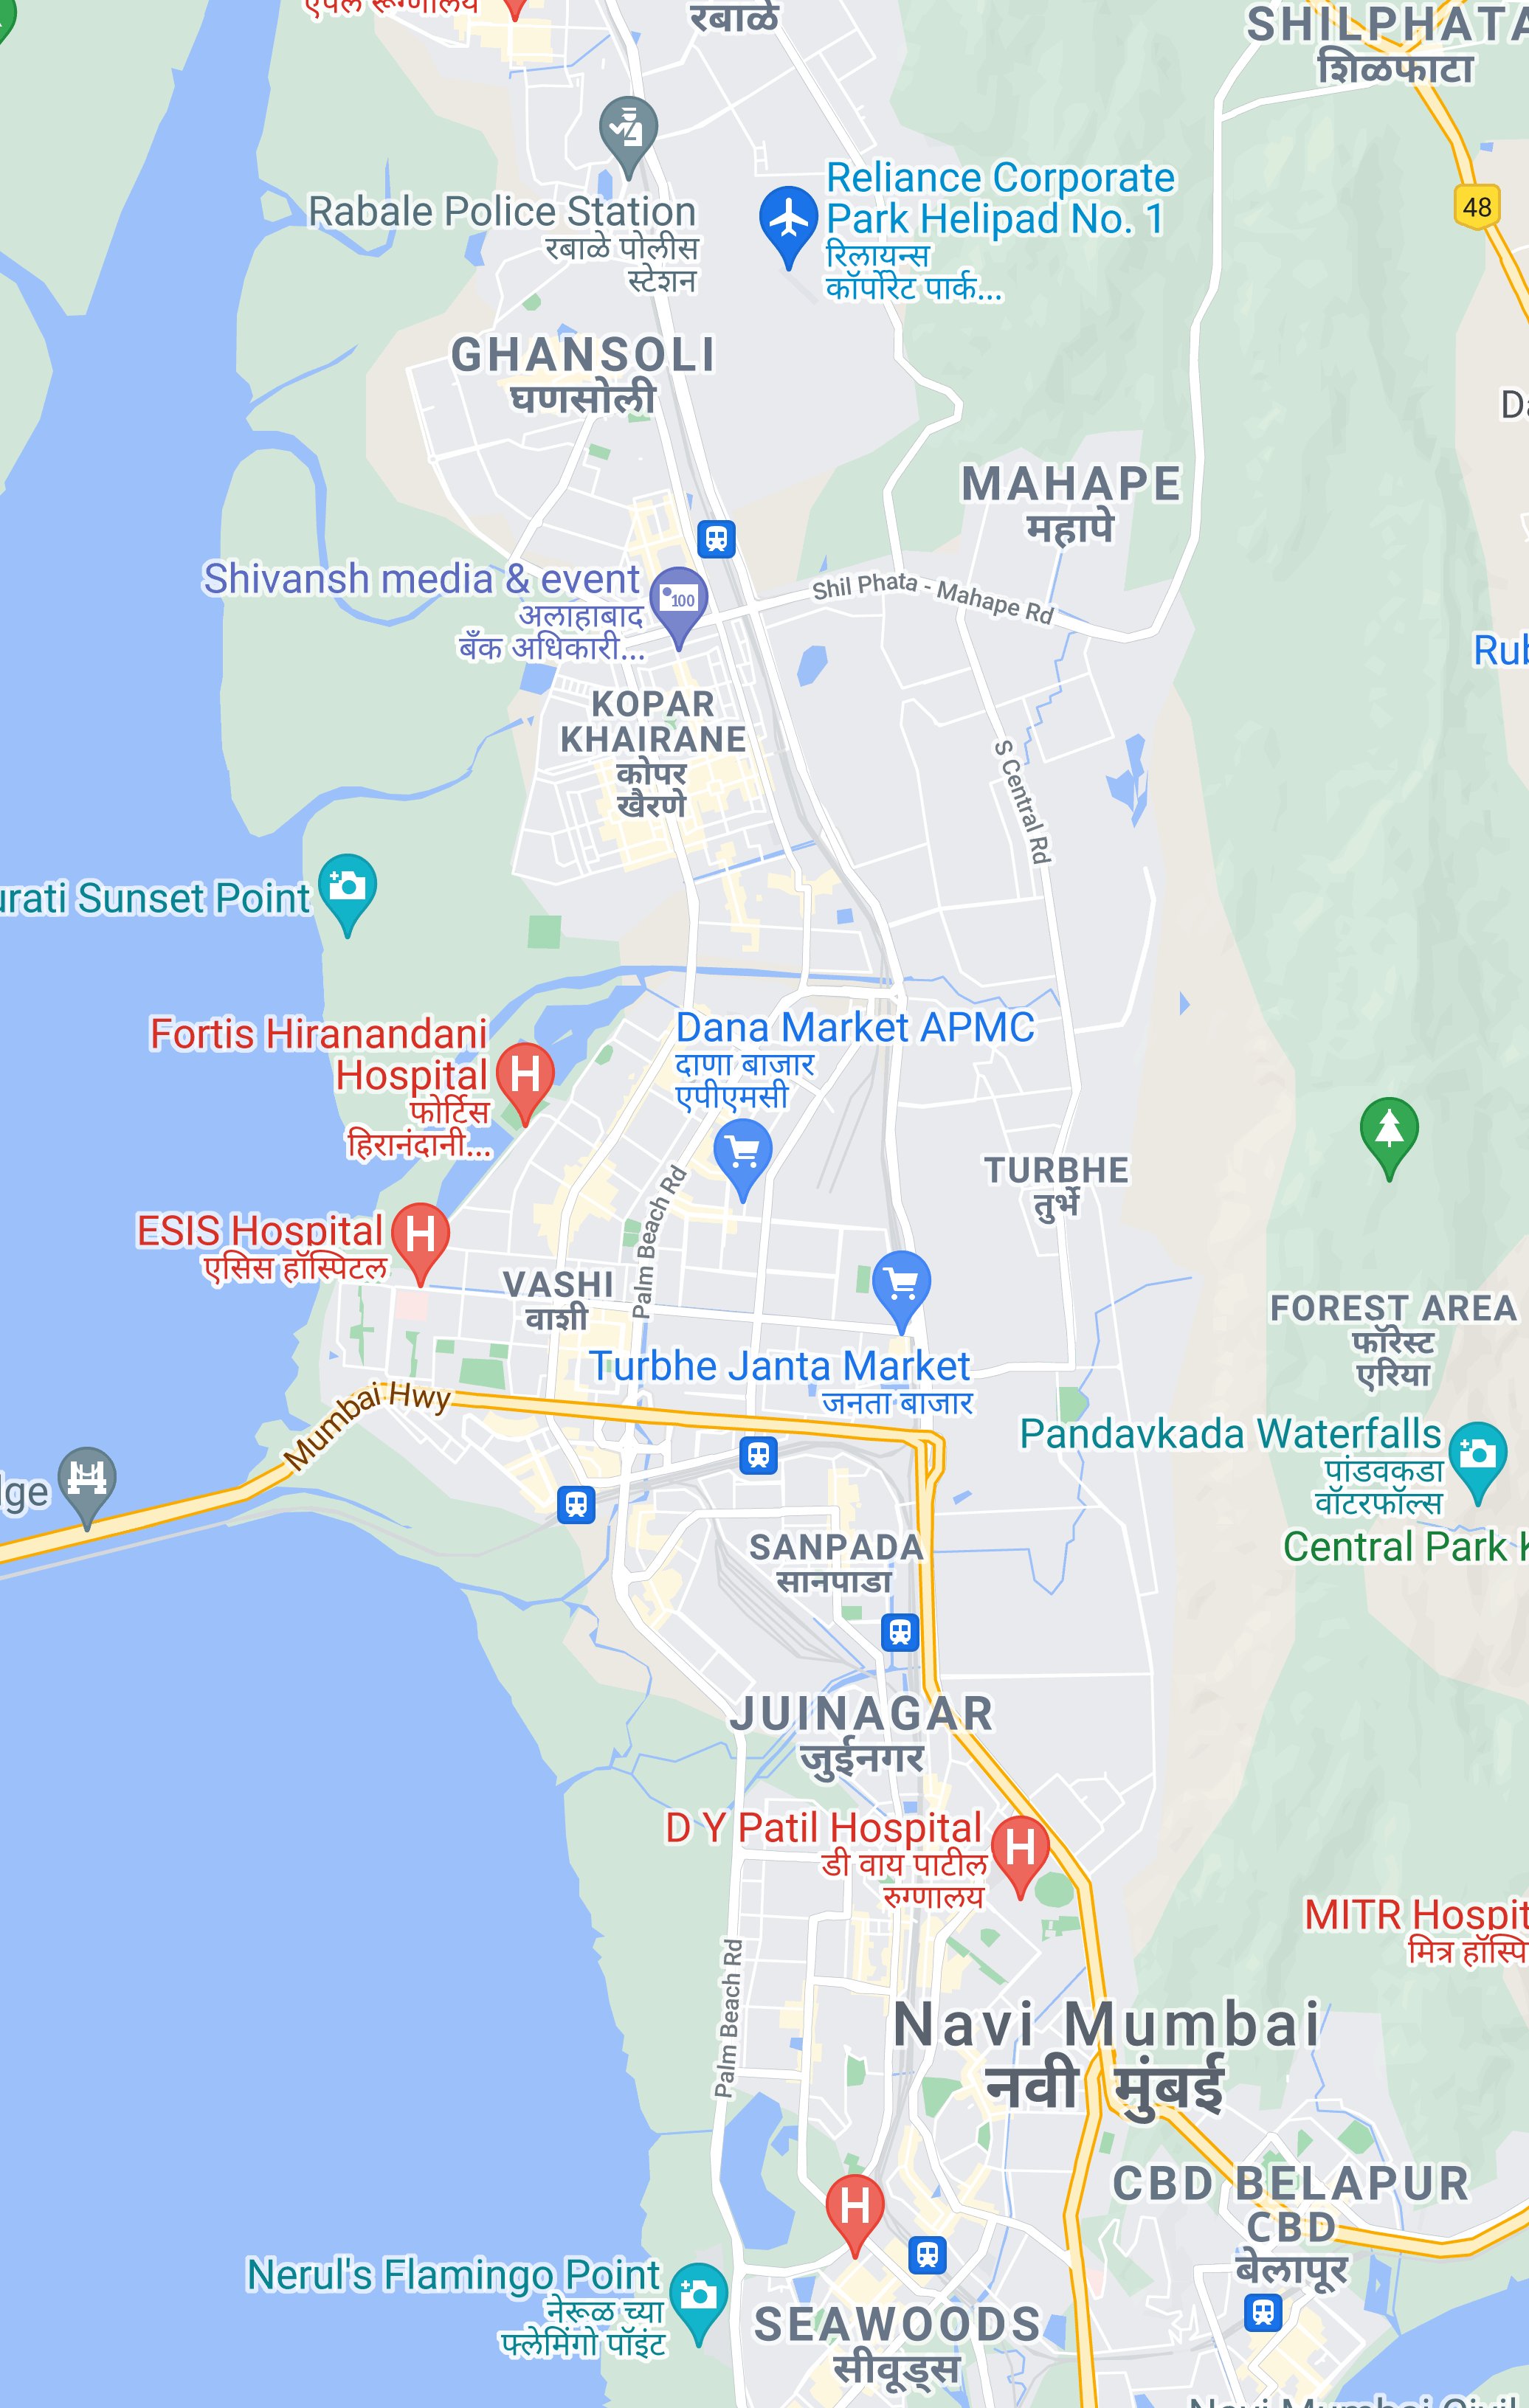 एपल रूग्णालय
रबाळे
SHILPHATA
शिळफाटा
48
Rabale Police Station
रबाळे पोलीस
स्टेशन
Reliance Corporate
Park Helipad No. 1
रिलायन्स
कॉर्पोरेट पार्क...
GHANSOLI
घणसोली
MAHAPE
महापे
Shivansh media & event
अलाहाबाद
बँक अधिकारी...
100
Shil Phata - Mahape Rd
KOPAR
KHAIRANE
कोपर
खैरणे
S Central Rd
Sunset Point
Fortis Hiranandani
Hospital
फोर्टिस
हिरानंदानी...
H
Dana Market APMC
दाणा बाजार
एपीएमसी
Palm Beach Rd
TURBHE
तुर्भे
ESIS Hospital
एसिस हॉस्पिटल
H
VASHI
वाशी
FOREST AREA
फॉरेस्ट
एरिया
Turbhe Janta Market
जनता बाजार
Mumbai Hwy
Pandavkada Waterfalls
पांडवकडा
वॉटरफॉल्स
Central Park
SANPADA
सानपाडा
JUINAGAR
जुईनगर
D Y Patil Hospital
डी वाय पाटील
रुग्णालय
H
MITR Hospit
मित्र हॉस्पि
Palm Beach Rd
Navi Mumbai
नवी मुंबई
CBD BELAPUR
CBD
बेलापूर
H
Nerul's Flamingo Point
नेरूळ च्या
फ्लेमिंगो पॉइंट
SEAWOODS
सीवूड्स